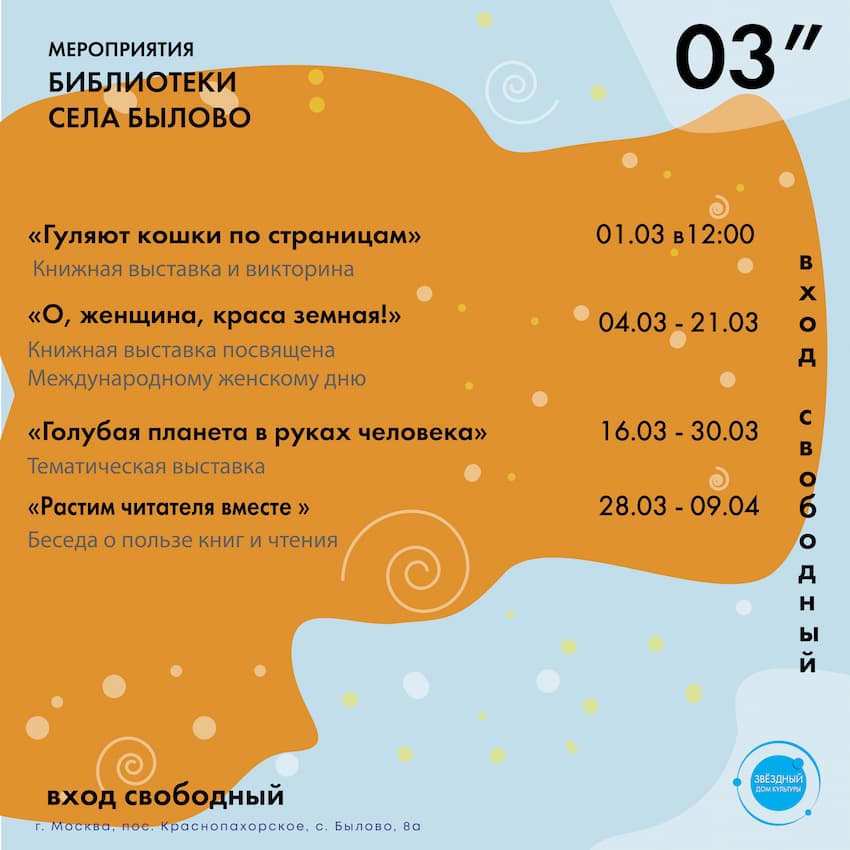 МЕРОПРИЯТИЯ
БИБЛИОТЕКИ
СЕЛА БЫЛОВО
03”
«Гуляют кошки по страницам»
01.03 в12:00
Книжная выставка и викторина
«О, женщина, краса земная!»
04.03 - 21.03
Книжная выставка посвящена
Международному женскому дню
«Голубая планета в руках человека»
16.03 - 30.03
Тематическая выставка
«Растим читателя вместе »
28.03 - 09.04
Беседа о пользе книг и чтения
вход свободный
вход свободный
г. Москва, пос. Краснопахорское, с. Былово, 8а
ЗВЁЗДНЫЙ
ДОМ КУЛЬТУРЫ